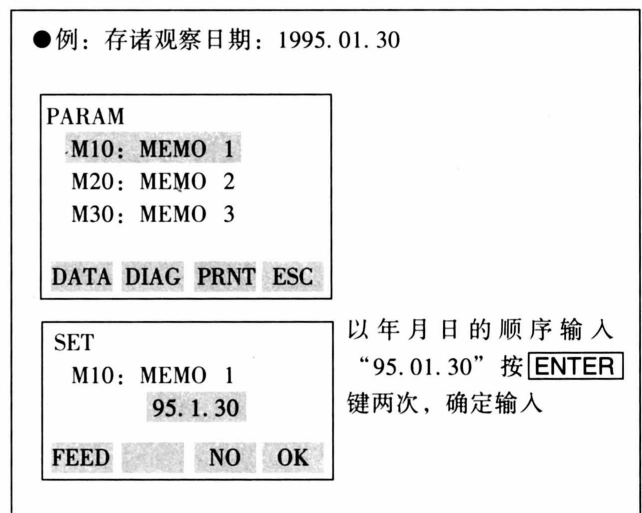 ●例：存诸观察日期：1995. 01. 30
PARAM
M10：MEMO 1
M20：MEMO 2
M30：MEMO 3
DATA DIAG PRNT ESC
SET
M10：MEMO 1
95. 1. 30
FEED NO OK
以年月日的顺序输入
“95. 01. 30” 按 ENTER
键两次，确定输入